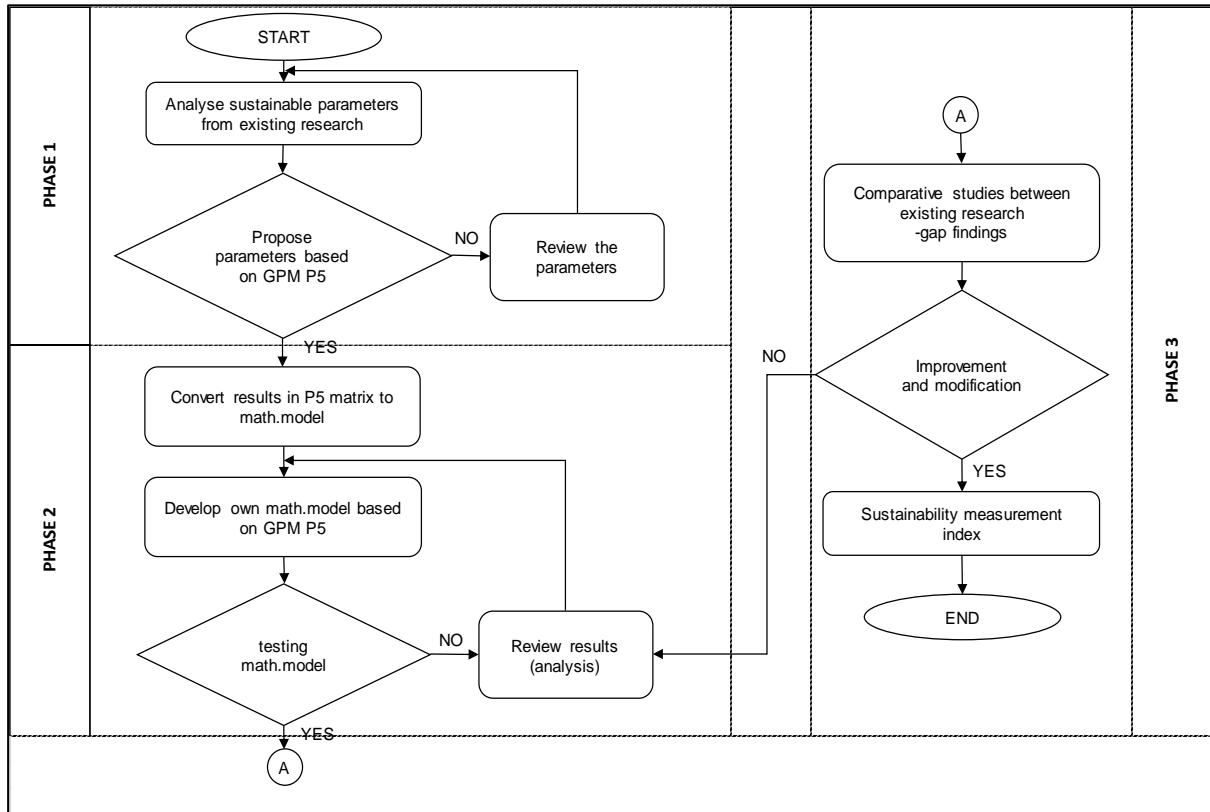 PHASE 1
START
Analyse sustainable parameters
from existing research
Propose
parameters based
on GPM P5
NO
Review the
parameters
YES
PHASE 2
Convert results in P5 matrix to
math.model
Develop own math.model based
on GPM P5
testing
math.model
NO
Review results
(analysis)
YES
A
PHASE 3
A
Comparative studies between
existing research
-gap findings
Improvement
and modification
NO
YES
Sustainability measurement
index
END